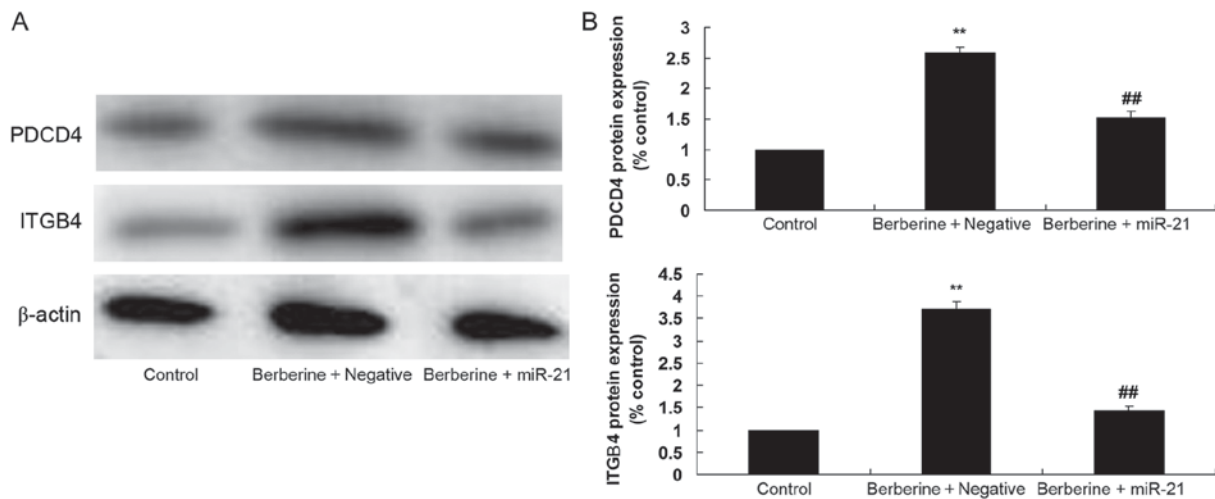 A
PDCD4
ITGB4
β-actin
Control
Berberine + Negative
Berberine + miR-21
B
PDCD4 protein expression
(% control)
3
2.5
2
1.5
1
0.5
0
**
##
Control
Berberine + Negative
Berberine + miR-21
ITGB4 protein expression
(% control)
4.5
4
3.5
3
2.5
2
1.5
1
0.5
0
**
##
Control
Berberine + Negative
Berberine + miR-21